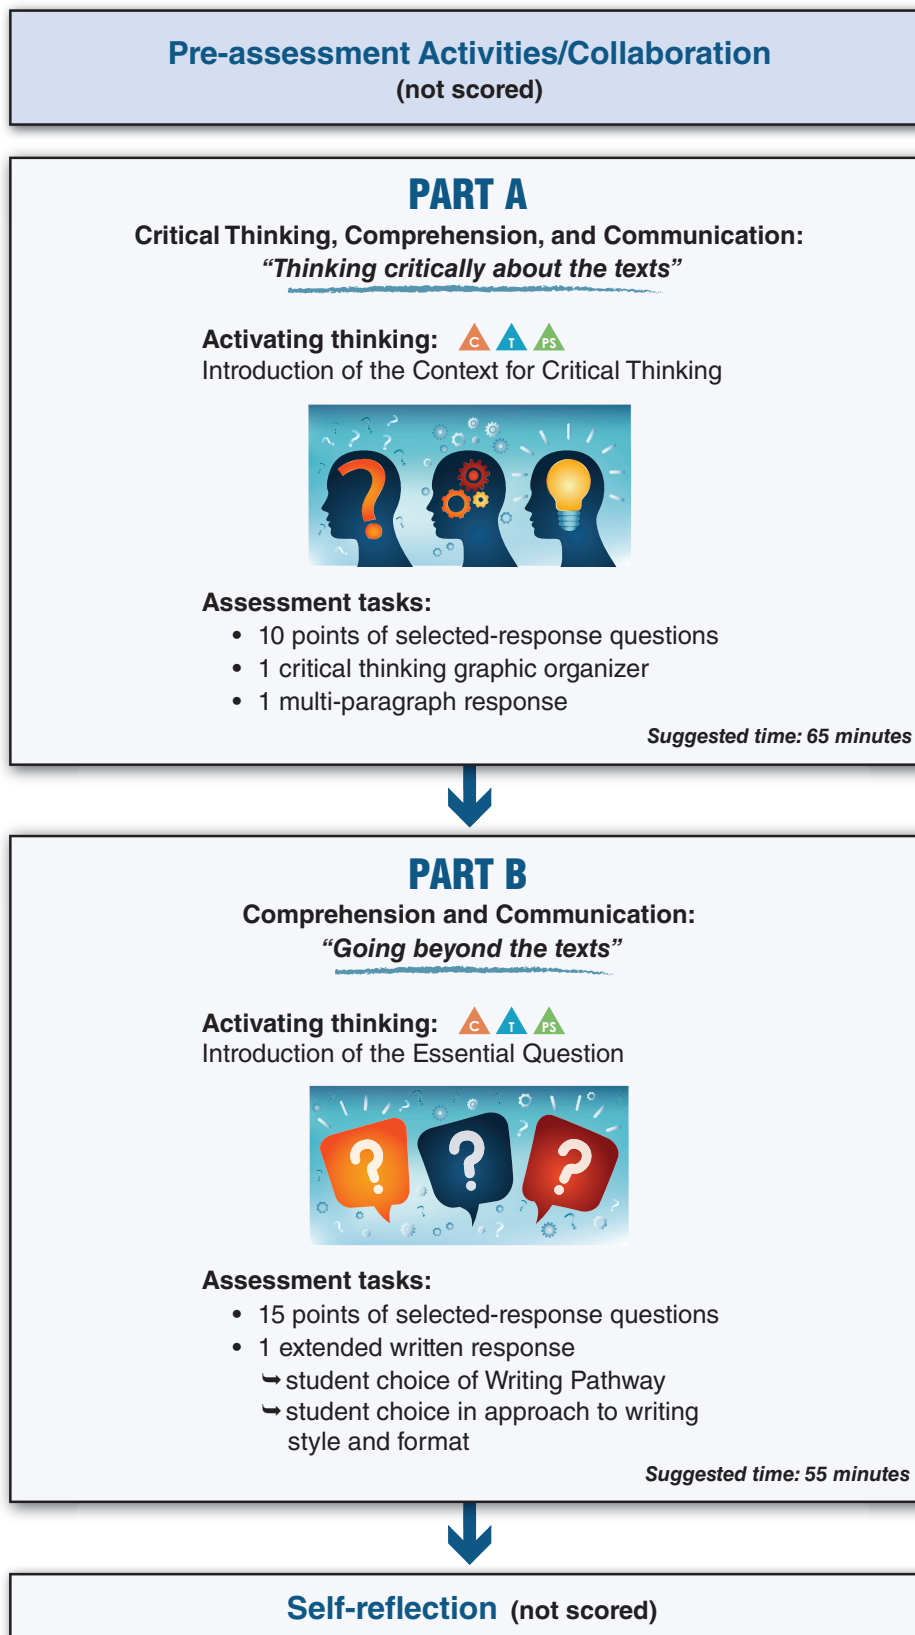 Pre-assessment Activities/Collaboration
(not scored)
PART A
Critical Thinking, Comprehension, and Communication:
“Thinking critically about the texts”
Activating thinking: C T PS
Introduction of the Context for Critical Thinking
Assessment tasks:
• 10 points of selected-response questions
• 1 critical thinking graphic organizer
• 1 multi-paragraph response
Suggested time: 65 minutes
PART B
Comprehension and Communication:
“Going beyond the texts”
Activating thinking: C T PS
Introduction of the Essential Question
Assessment tasks:
• 15 points of selected-response questions
• 1 extended written response
➥ student choice of Writing Pathway
➥ student choice in approach to writing
style and format
Suggested time: 55 minutes
Self-reflection (not scored)